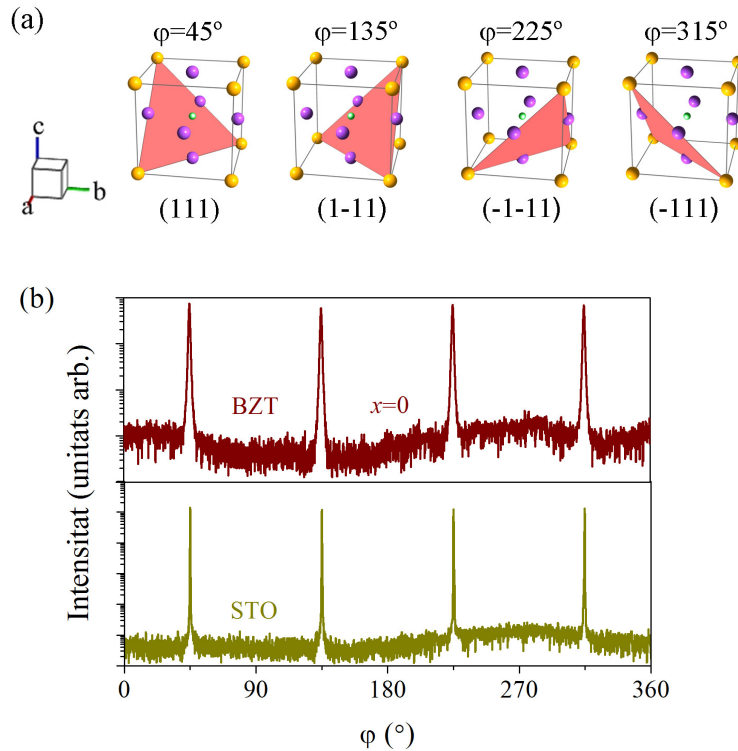 (a)
φ=45° φ=135° φ=225° φ=315°
c
b
a
(111) (1-11) (-1-11) (-111)
(b)
Intensitat (unitats arb.)
BZT x=0
STO
0 90 180 270 360
φ (°)